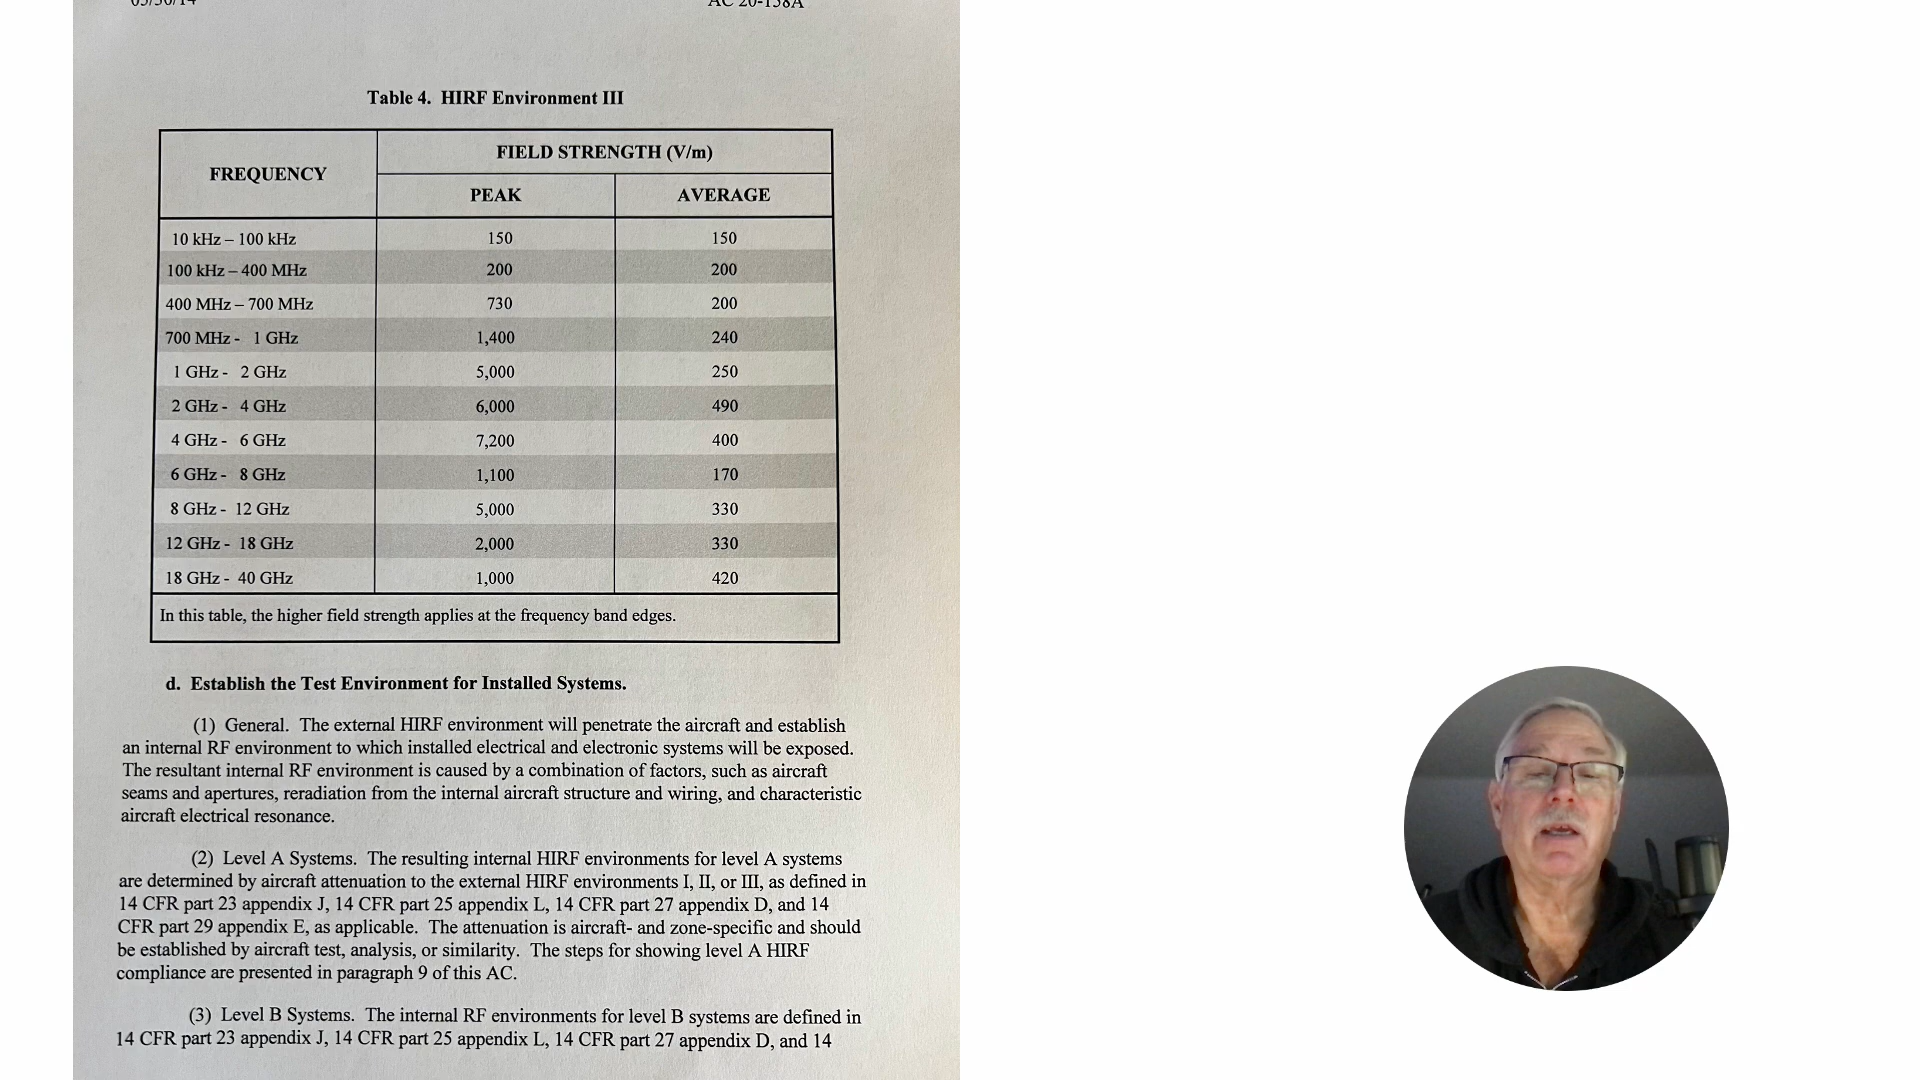 Table 4. HIRF Environment III
FREQUENCY
FIELD STRENGTH (V/m)
PEAK
AVERAGE
10 kHz – 100 kHz 150 150
100 kHz – 400 MHz 200 200
400 MHz – 700 MHz 730 200
700 MHz - 1 GHz 1,400 240
1 GHz - 2 GHz 5,000 250
2 GHz - 4 GHz 6,000 490
4 GHz - 6 GHz 7,200 400
6 GHz - 8 GHz 1,100 170
8 GHz - 12 GHz 5,000 330
12 GHz - 18 GHz 2,000 330
18 GHz - 40 GHz 1,000 420
In this table, the higher field strength applies at the frequency band edges.
d. Establish the Test Environment for Installed Systems.
(1) General. The external HIRF environment will penetrate the aircraft and establish
an internal RF environment to which installed electrical and electronic systems will be exposed.
The resultant internal RF environment is caused by a combination of factors, such as aircraft
seams and apertures, reradiation from the internal aircraft structure and wiring, and characteristic
aircraft electrical resonance.
(2) Level A Systems. The resulting internal HIRF environments for level A systems
are determined by aircraft attenuation to the external HIRF environments I, II, or III, as defined in
14 CFR part 23 appendix J, 14 CFR part 25 appendix L, 14 CFR part 27 appendix D, and 14
CFR part 29 appendix E, as applicable. The attenuation is aircraft- and zone-specific and should
be established by aircraft test, analysis, or similarity. The steps for showing level A HIRF
compliance are presented in paragraph 9 of this AC.
(3) Level B Systems. The internal RF environments for level B systems are defined in
14 CFR part 23 appendix J, 14 CFR part 25 appendix L, 14 CFR part 27 appendix D, and 14